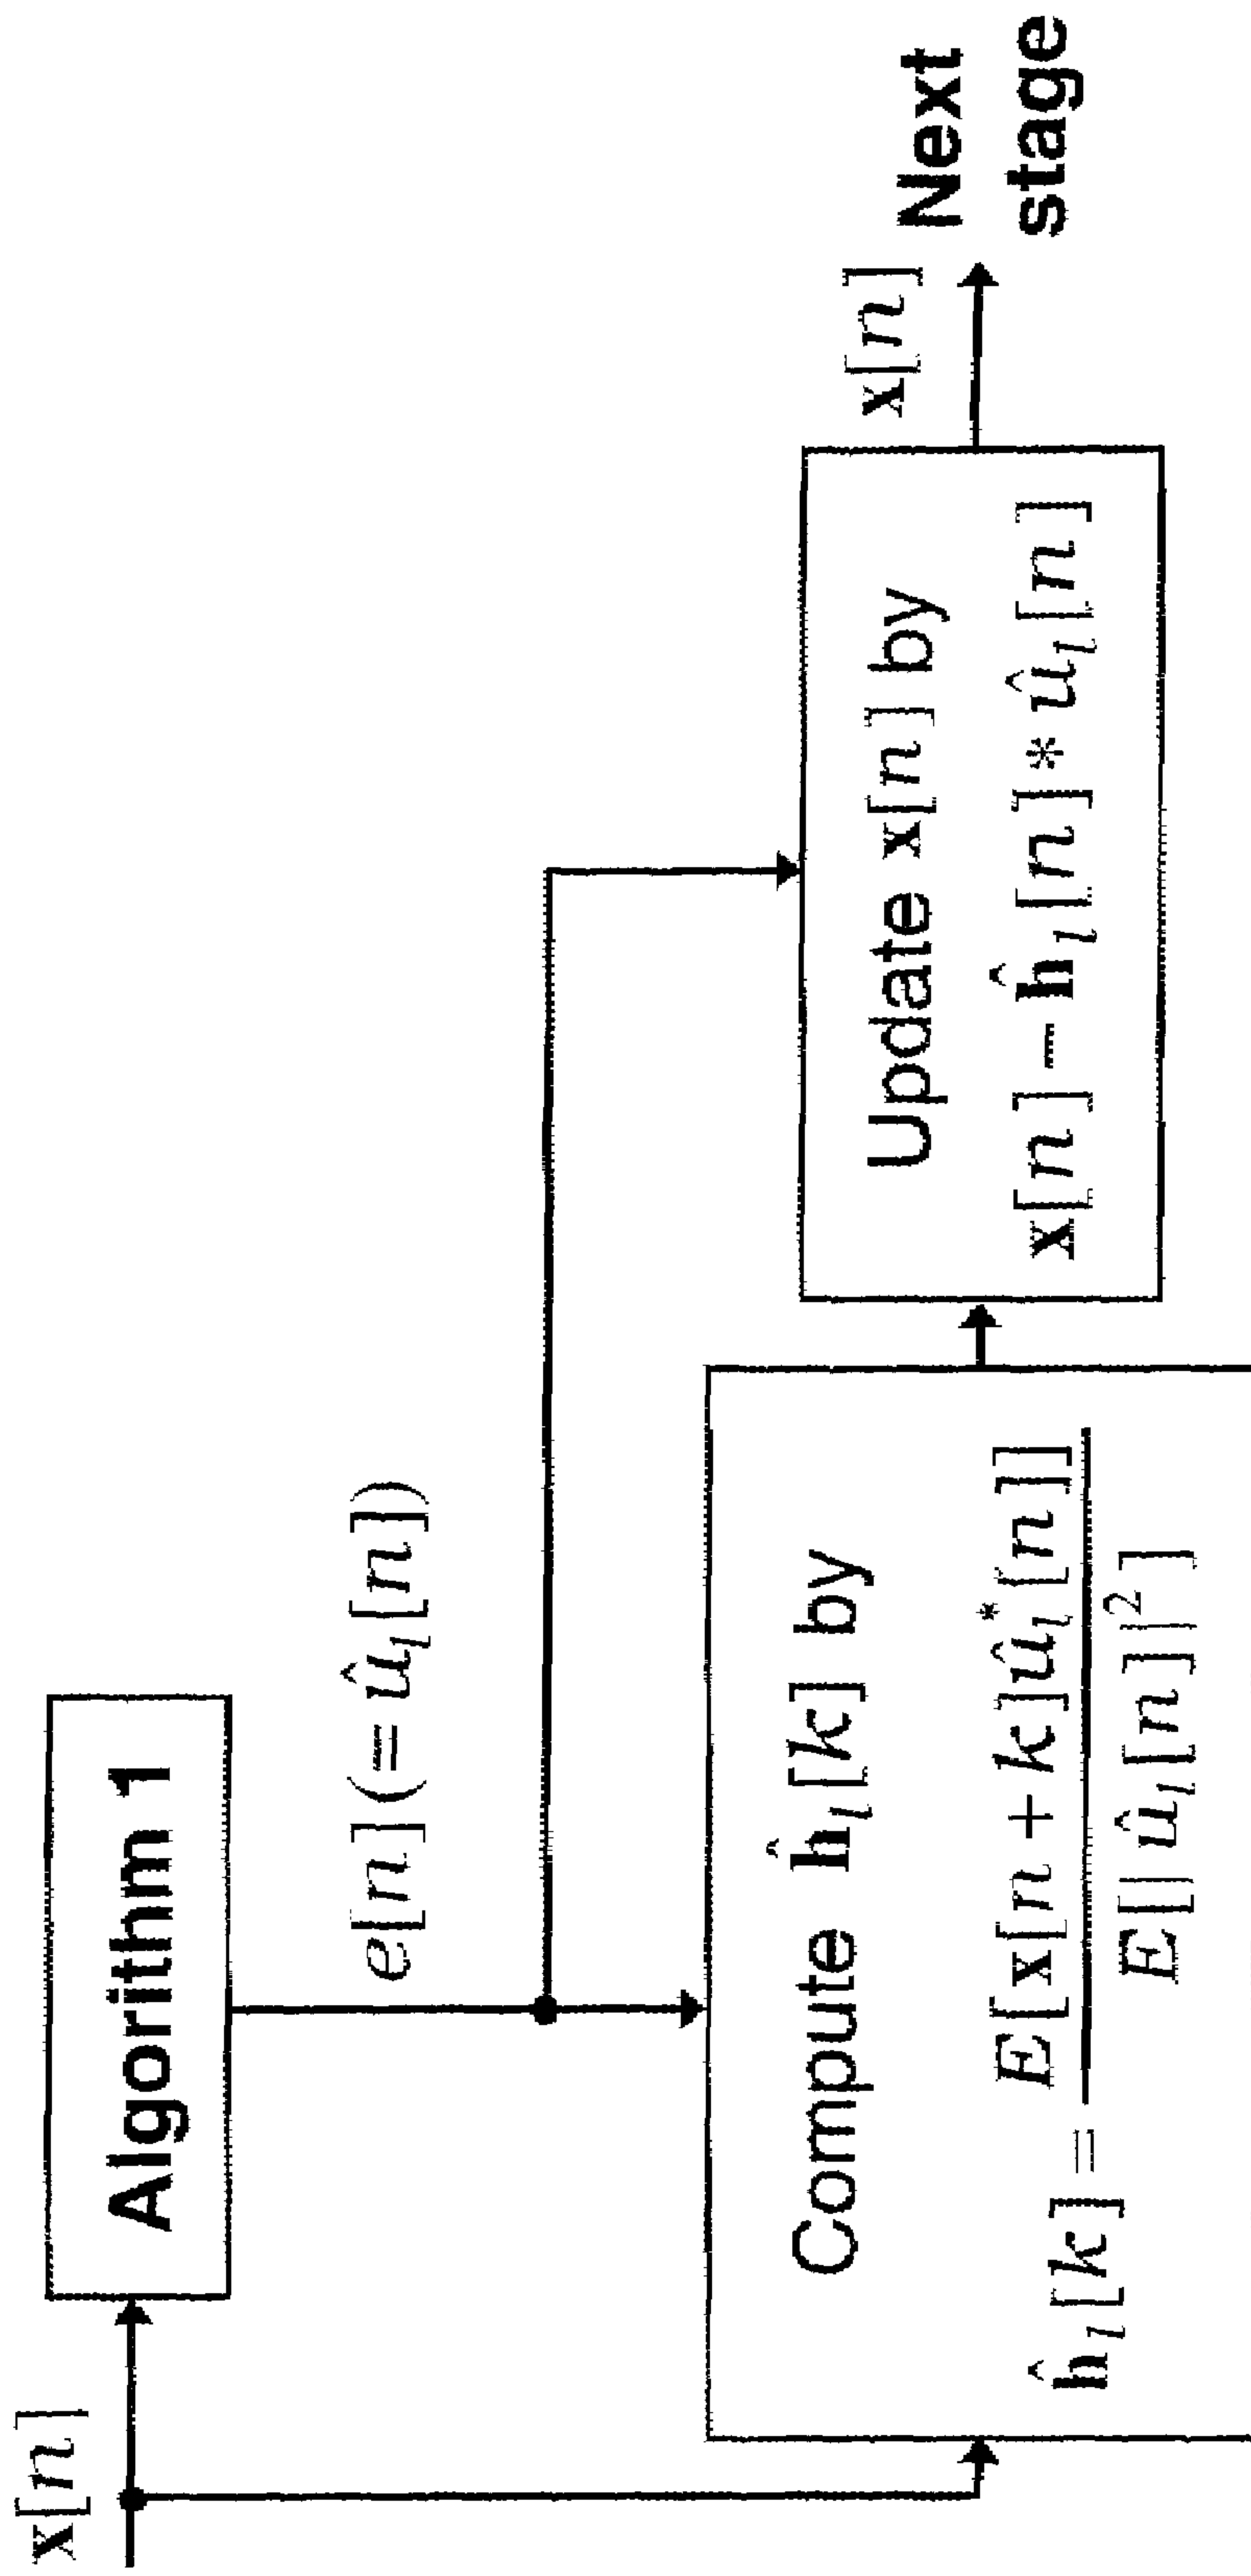 x[n]
Algorithm 1
e[n](=û_l[n])
Compute ĥ_l[k] by
ĥ_l[k] = E[x[n+k]û_l^*[n]] / E[|û_l[n]|^2]
Update x[n] by
x[n] − ĥ_l[n] * û_l[n]
x[n]
Next
stage